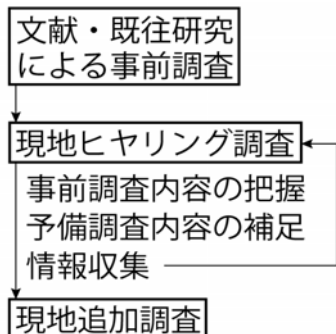 文献・既往研究
による事前調査
現地ヒヤリング調査
事前調査内容の把握
予備調査内容の補足
情報収集
現地追加調査